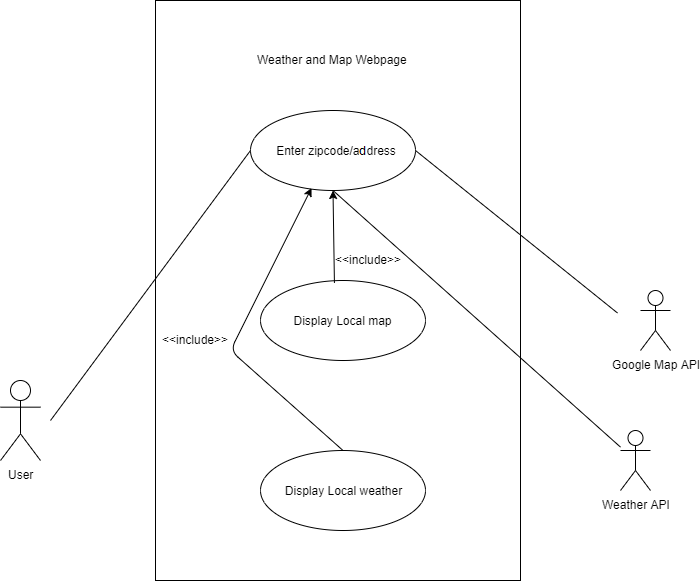 Weather and Map Webpage
Enter zipcode/address
<<include>>
Display Local map
<<include>>
Google Map API
User
Display Local weather
Weather API